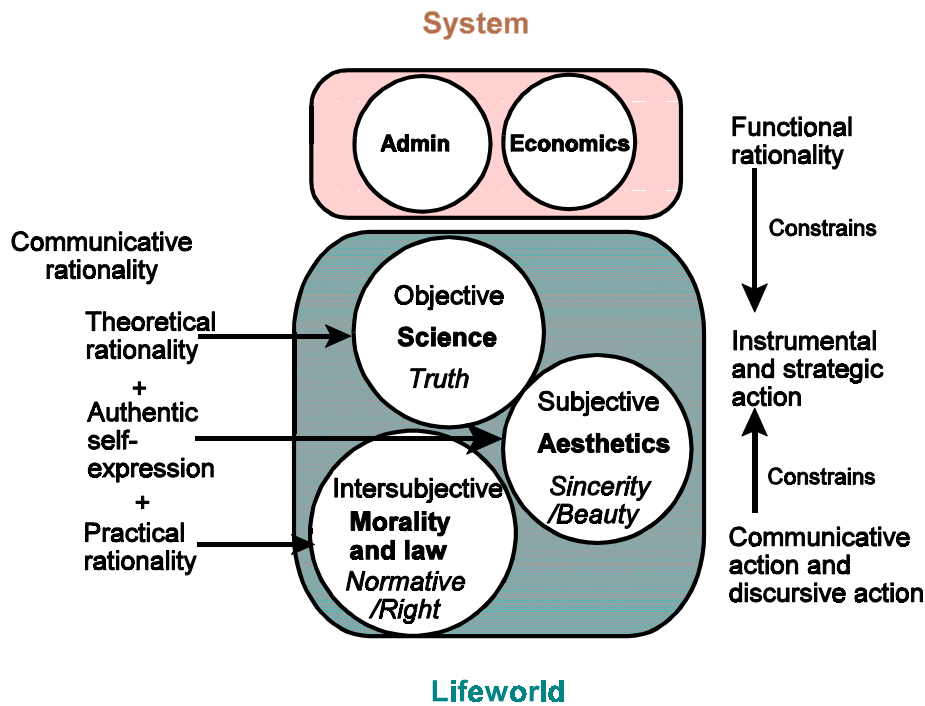 System
Admin
Economics
Functional
rationality
Constrains
Communicative
rationality
Theoretical
rationality
+
Authentic
self-
expression
+
Practical
rationality
Objective
Science
Truth
Subjective
Aesthetics
Sincerity
/Beauty
Intersubjective
Morality
and law
Normative
/Right
Instrumental
and strategic
action
Constrains
Communicative
action and
discursive action
Lifeworld